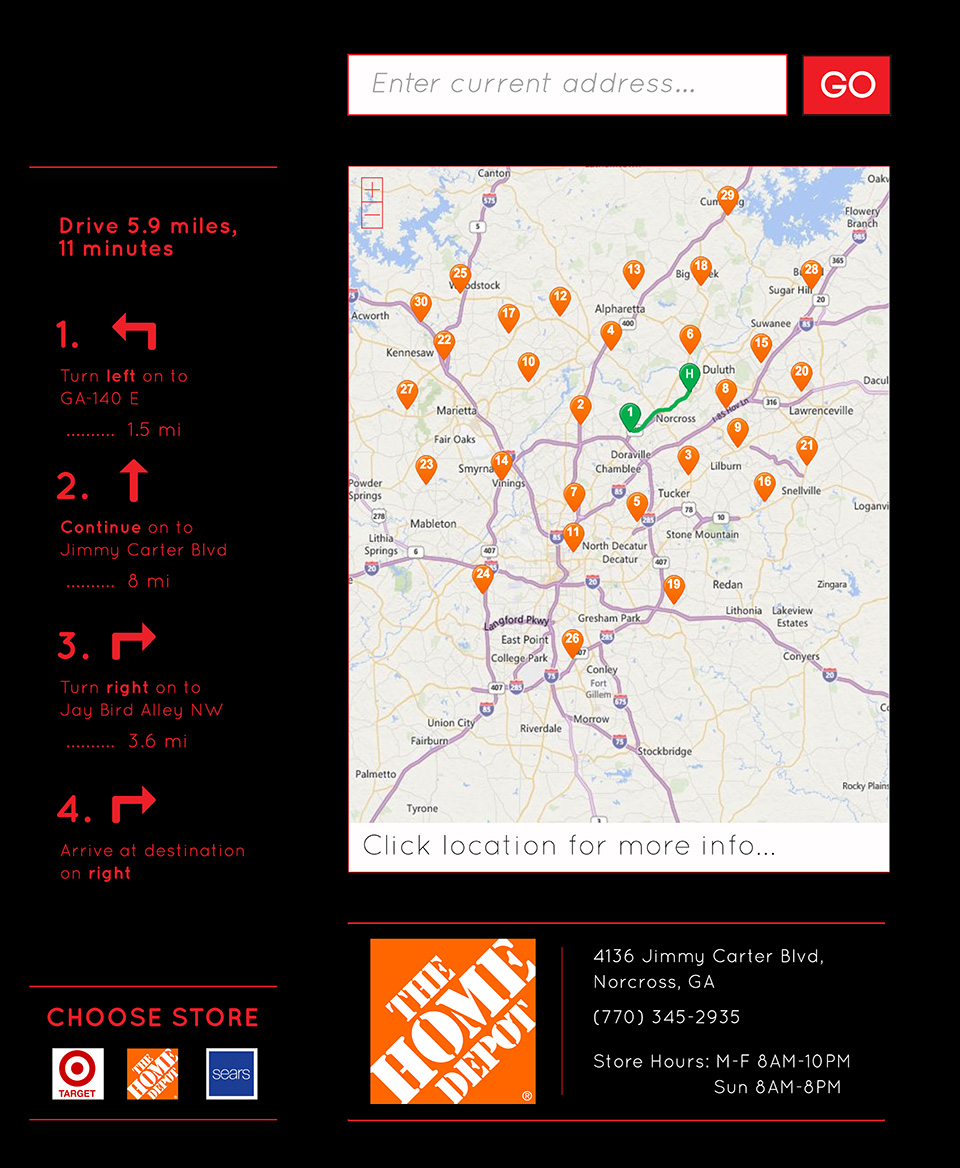 Enter current address...
GO
Drive 5.9 miles,
11 minutes
1.
Turn left on to
GA-140 E
.......... 1.5 mi
2.
Continue on to
Jimmy Carter Blvd
.......... 8 mi
3.
Turn right on to
Jay Bird Alley NW
.......... 3.6 mi
4.
Arrive at destination
on right
CHOOSE STORE
TARGET
THE
HOME
DEPOT
sears
+
−
Canton
575
29
5
Flowery
Branch
985
365
25
13
Big
18
28
Sugar Hill
20
30
Acworth
17
12
Alpharetta
400
4
Suwanee
85
22
Kennesaw
10
6
15
H
Duluth
20
Dacul
27
Marietta
2
1
8
I-85 Hov Ln
316
Lawrenceville
Norcross
9
Fair Oaks
Doraville
21
23
Smyrna
14
Chamblee
3
Lilburn
Powder
Springs
Vinings
7
85
Tucker
16
Snellville
5
78
10
Loganvi
278
Mableton
285
Stone Mountain
Lithia
Springs
6
407
85
11
North Decatur
Decatur
407
20
24
20
19
Redan
Zingara
Langford Pkwy
Gresham Park
Lithonia
Lakeview
Estates
East Point
26
285
College Park
Conley
Conyers
407
285
75
Fort
Gillem
20
675
85
Union City
Riverdale
Morrow
Fairburn
75
Stockbridge
Palmetto
Rocky Plains
Tyrone
3
Click location for more info...
THE
HOME
DEPOT
®
4136 Jimmy Carter Blvd,
Norcross, GA
(770) 345-2935
Store Hours: M-F 8AM-10PM
Sun 8AM-8PM